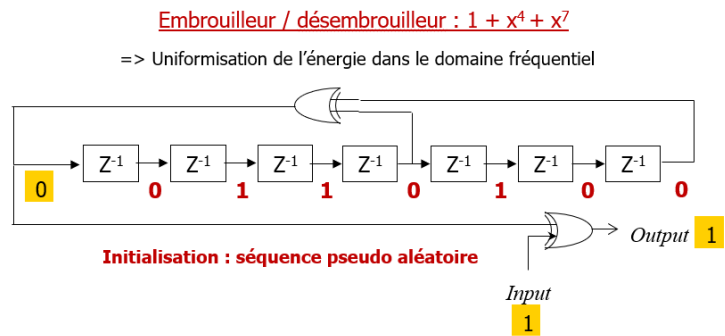 Embrouilleur / désembrouilleur : 1 + x⁴ + x⁷
=> Uniformisation de l'énergie dans le domaine fréquentiel
Z⁻¹ Z⁻¹ Z⁻¹ Z⁻¹ Z⁻¹ Z⁻¹ Z⁻¹
0 0 1 1 0 1 0 0
Output 1
Initialisation : séquence pseudo aléatoire
Input
1